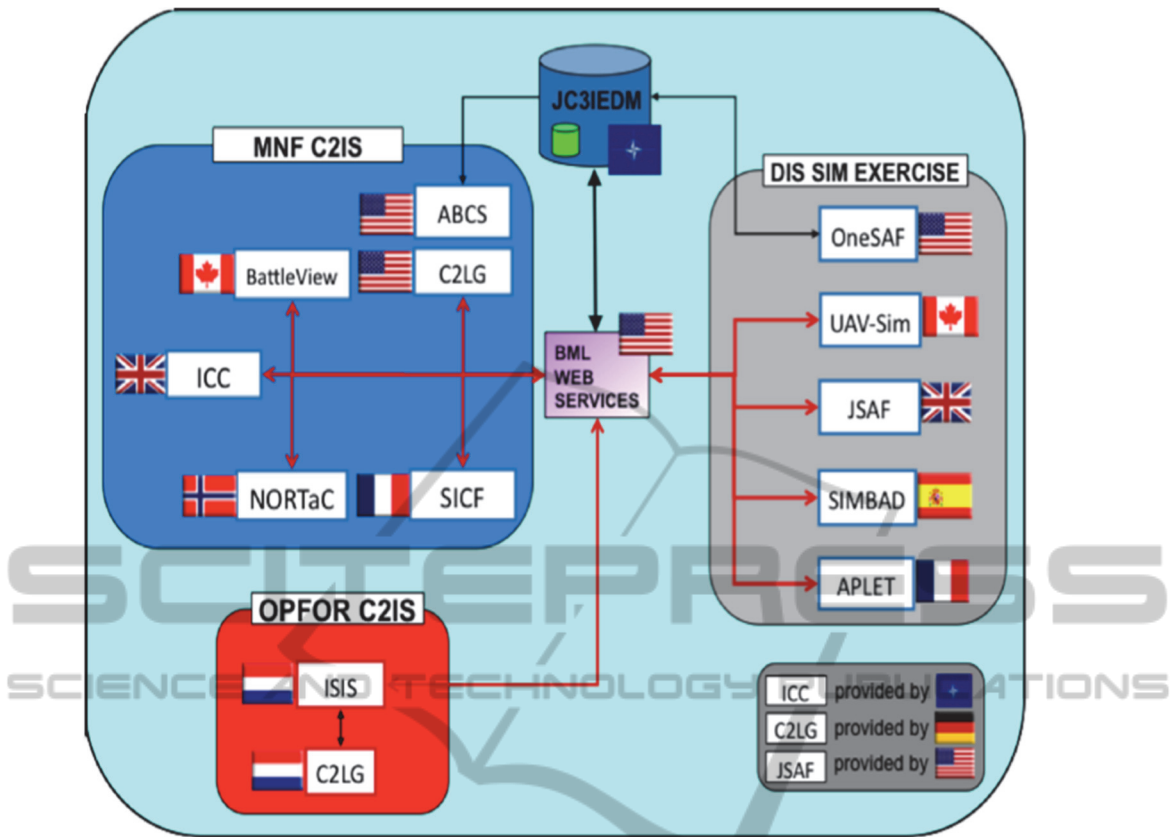 JC3IEDM
MNF C2IS
DIS SIM EXERCISE
ABCS
OneSAF
BattleView
C2LG
UAV-Sim
BML
WEB
SERVICES
ICC
JSAF
NORTaC
SICF
SIMBAD
APLET
SCITEPRESS
OPFOR C2IS
ISIS
SCIENCE AND TECHNOLOGY PUBLICATIONS
C2LG
ICC provided by
C2LG provided by
JSAF provided by